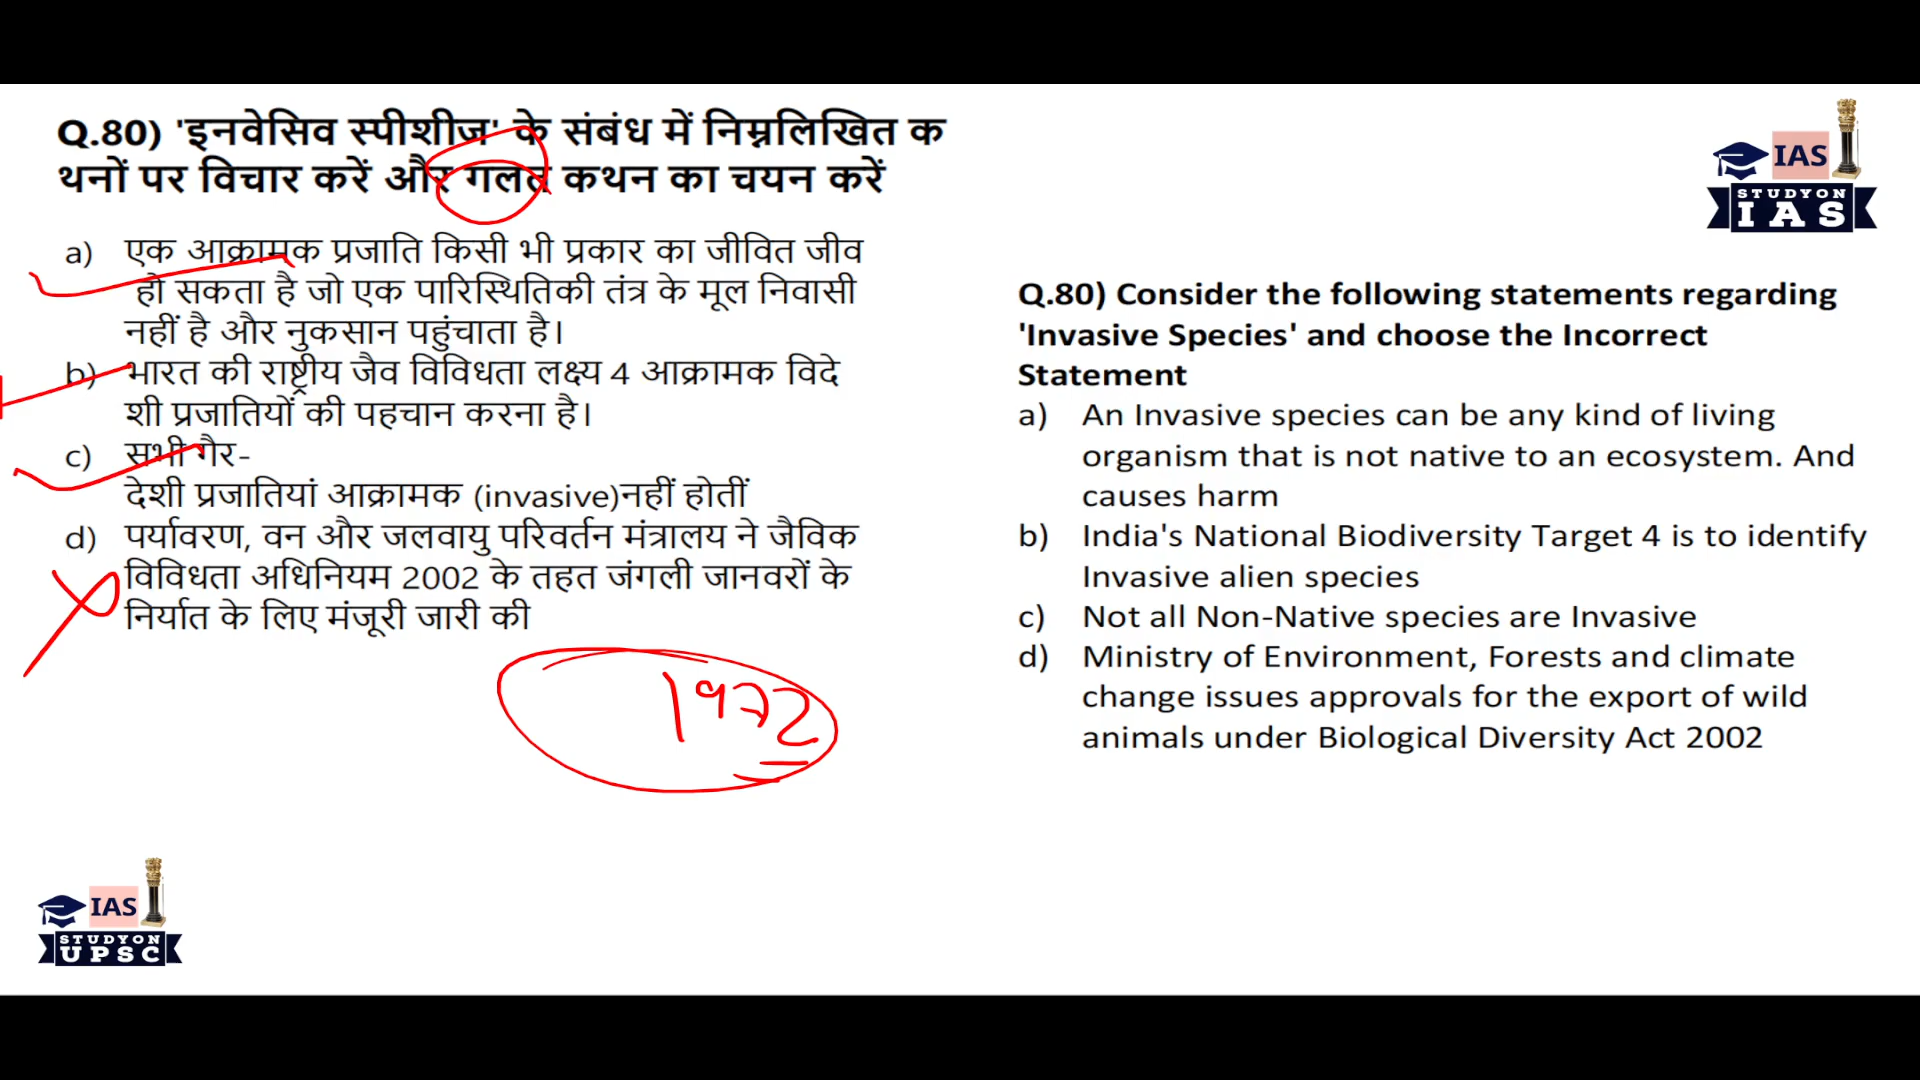 Q.80) 'इनवेसिव स्पीशीज' के संबंध में निम्नलिखित क
थनों पर विचार करें और गलत कथन का चयन करें
a) एक आक्रामक प्रजाति किसी भी प्रकार का जीवित जीव
हो सकता है जो एक पारिस्थितिकी तंत्र के मूल निवासी
नहीं है और नुकसान पहुंचाता है।
b) भारत की राष्ट्रीय जैव विविधता लक्ष्य 4 आक्रामक विदे
शी प्रजातियों की पहचान करना है।
c) सभी गैर-
देशी प्रजातियां आक्रामक (invasive)नहीं होतीं
d) पर्यावरण, वन और जलवायु परिवर्तन मंत्रालय ने जैविक
विविधता अधिनियम 2002 के तहत जंगली जानवरों के
निर्यात के लिए मंजूरी जारी की
1972
IAS
STUDYON
UPSC
IAS
STUDYON
IAS
Q.80) Consider the following statements regarding
'Invasive Species' and choose the Incorrect
Statement
a) An Invasive species can be any kind of living
organism that is not native to an ecosystem. And
causes harm
b) India's National Biodiversity Target 4 is to identify
Invasive alien species
c) Not all Non-Native species are Invasive
d) Ministry of Environment, Forests and climate
change issues approvals for the export of wild
animals under Biological Diversity Act 2002